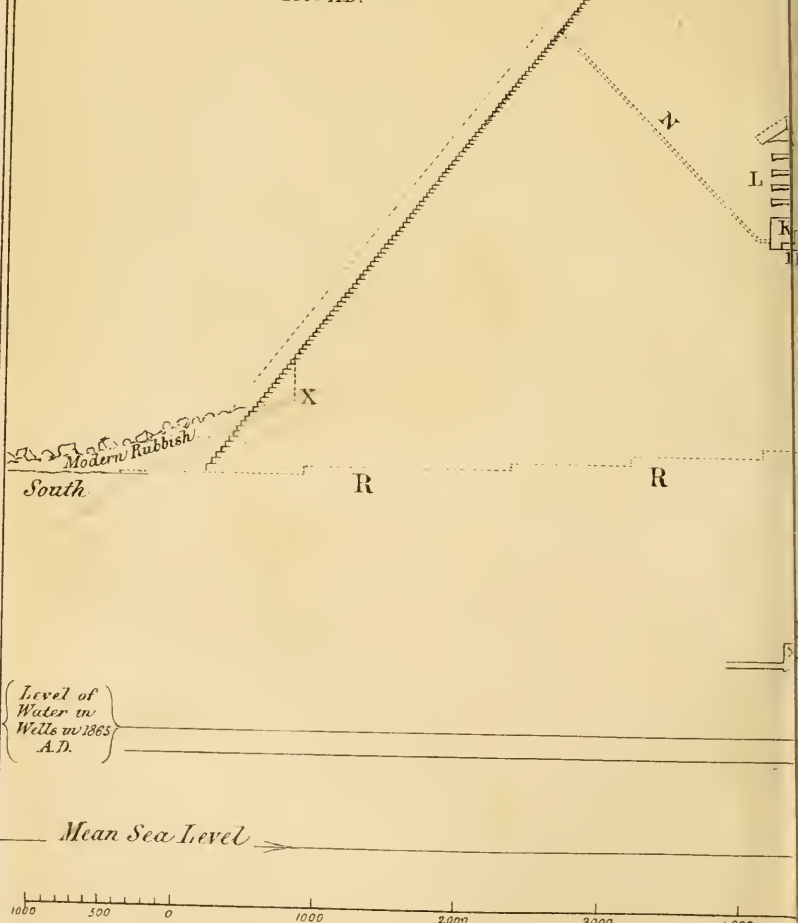 N
L
K
X
Modern Rubbish
South
R
R
Level of
Water in
Wells in 1865
A.D.
Mean Sea Level
1000 500 0 1000 2000 3000